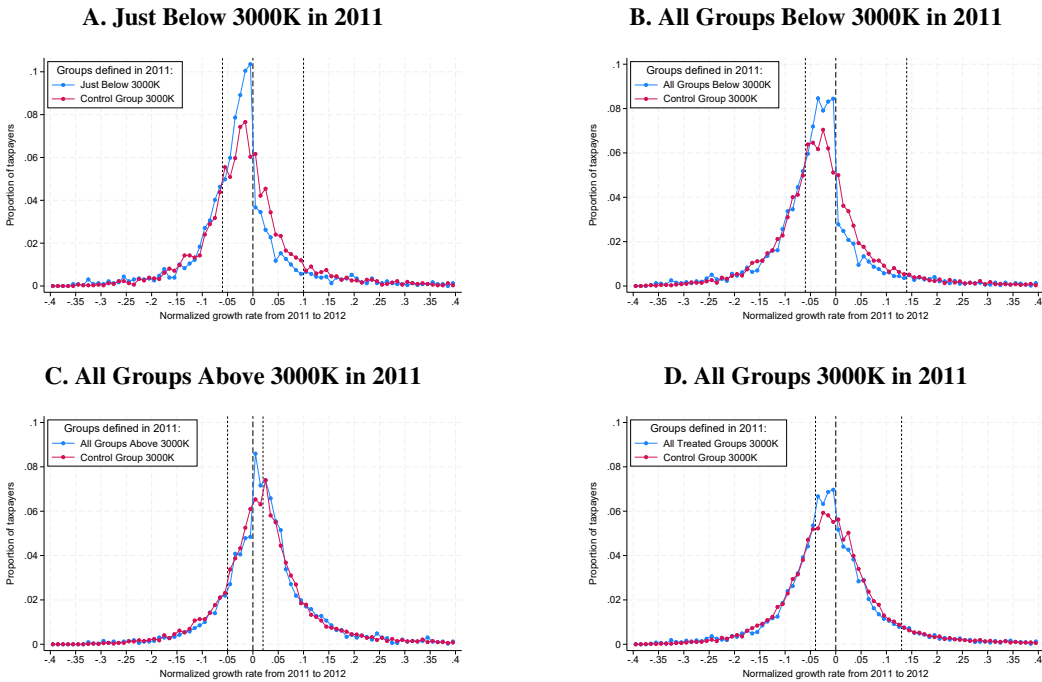 A. Just Below 3000K in 2011
Groups defined in 2011:
Just Below 3000K
Control Group 3000K
Proportion of taxpayers
.1
.08
.06
.04
.02
0
-.4 -.35 -.3 -.25 -.2 -.15 -.1 -.05 0 .05 .1 .15 .2 .25 .3 .35 .4
Normalized growth rate from 2011 to 2012
B. All Groups Below 3000K in 2011
Groups defined in 2011:
All Groups Below 3000K
Control Group 3000K
Proportion of taxpayers
.1
.08
.06
.04
.02
0
-.4 -.35 -.3 -.25 -.2 -.15 -.1 -.05 0 .05 .1 .15 .2 .25 .3 .35 .4
Normalized growth rate from 2011 to 2012
C. All Groups Above 3000K in 2011
Groups defined in 2011:
All Groups Above 3000K
Control Group 3000K
Proportion of taxpayers
.1
.08
.06
.04
.02
0
-.4 -.35 -.3 -.25 -.2 -.15 -.1 -.05 0 .05 .1 .15 .2 .25 .3 .35 .4
Normalized growth rate from 2011 to 2012
D. All Groups 3000K in 2011
Groups defined in 2011:
All Treated Groups 3000K
Control Group 3000K
Proportion of taxpayers
.1
.08
.06
.04
.02
0
-.4 -.35 -.3 -.25 -.2 -.15 -.1 -.05 0 .05 .1 .15 .2 .25 .3 .35 .4
Normalized growth rate from 2011 to 2012